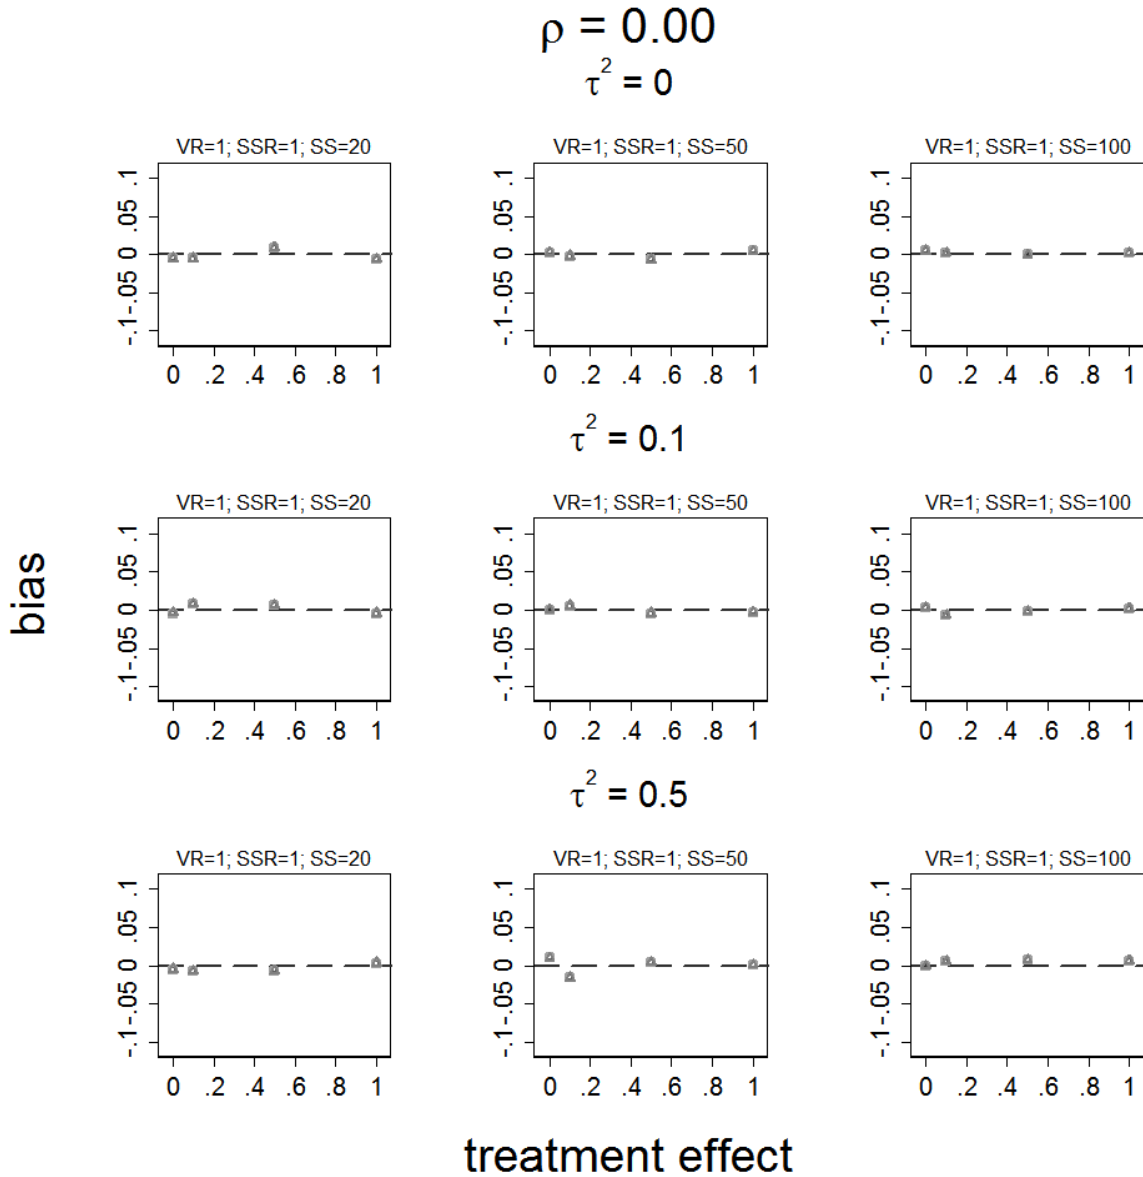 ρ = 0.00
τ² = 0
VR=1; SSR=1; SS=20 VR=1; SSR=1; SS=50 VR=1; SSR=1; SS=100
.1 .1 .1
.05 .05 .05
0 0 0
-.05 -.05 -.05
-.1 -.1 -.1
0 .2 .4 .6 .8 1 0 .2 .4 .6 .8 1 0 .2 .4 .6 .8 1
τ² = 0.1
VR=1; SSR=1; SS=20 VR=1; SSR=1; SS=50 VR=1; SSR=1; SS=100
.1 .1 .1
.05 .05 .05
0 0 0
-.05 -.05 -.05
-.1 -.1 -.1
0 .2 .4 .6 .8 1 0 .2 .4 .6 .8 1 0 .2 .4 .6 .8 1
bias
τ² = 0.5
VR=1; SSR=1; SS=20 VR=1; SSR=1; SS=50 VR=1; SSR=1; SS=100
.1 .1 .1
.05 .05 .05
0 0 0
-.05 -.05 -.05
-.1 -.1 -.1
0 .2 .4 .6 .8 1 0 .2 .4 .6 .8 1 0 .2 .4 .6 .8 1
treatment effect